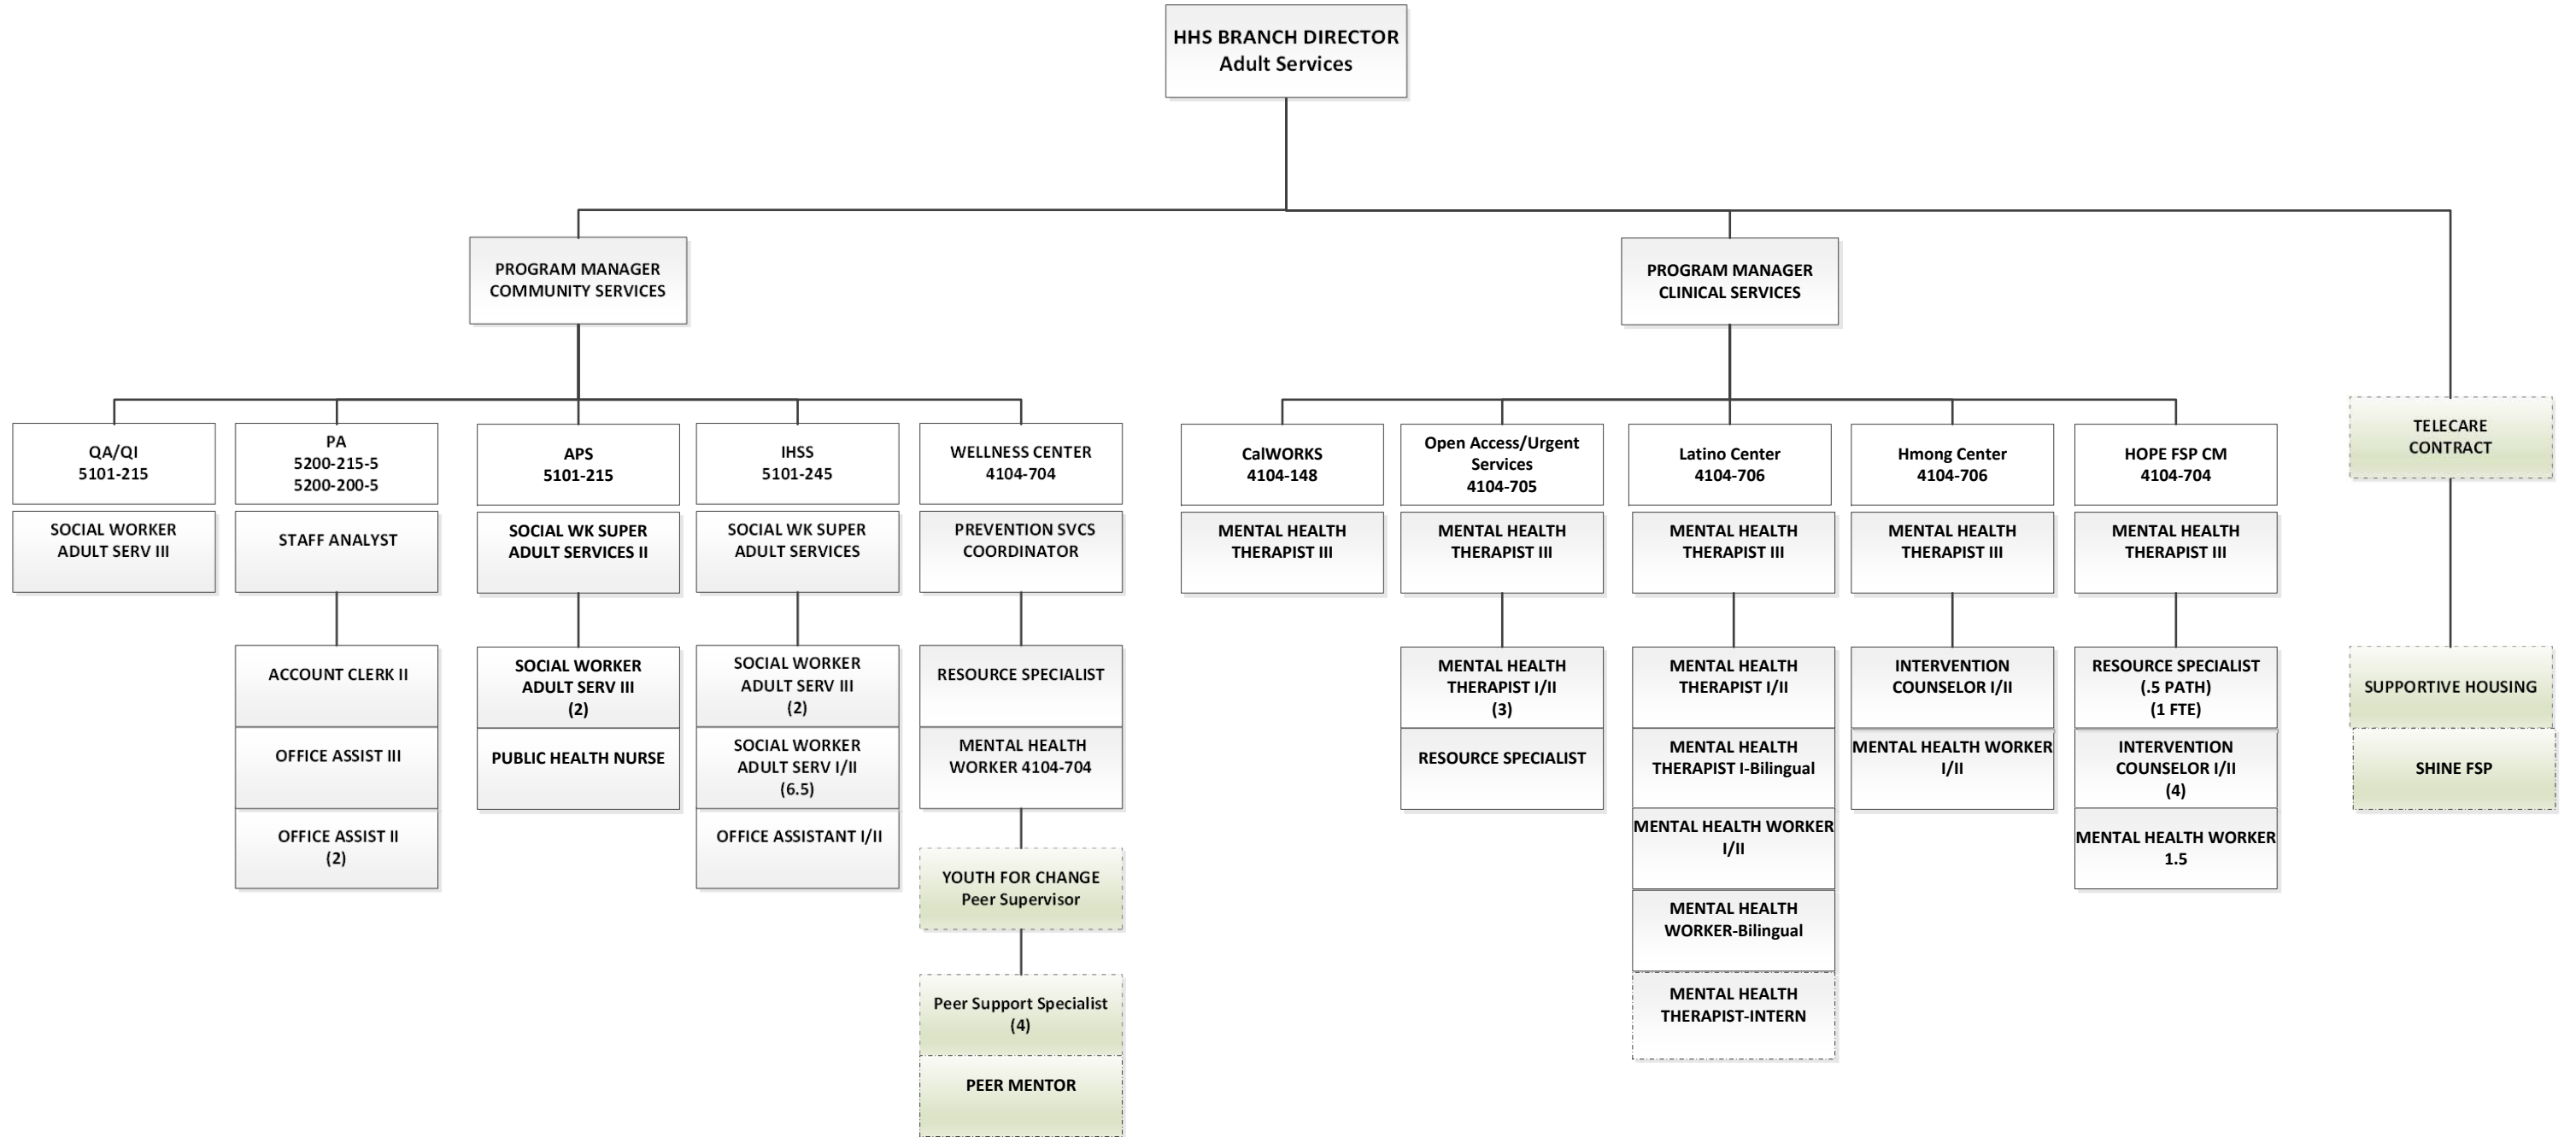 HHS BRANCH DIRECTOR
Adult Services
PROGRAM MANAGER
COMMUNITY SERVICES
PROGRAM MANAGER
CLINICAL SERVICES
QA/QI
5101-215
SOCIAL WORKER
ADULT SERV III
PA
5200-215-5
5200-200-5
STAFF ANALYST
ACCOUNT CLERK II
OFFICE ASSIST III
OFFICE ASSIST II
(2)
APS
5101-215
SOCIAL WK SUPER
ADULT SERVICES II
SOCIAL WORKER
ADULT SERV III
(2)
PUBLIC HEALTH NURSE
IHSS
5101-245
SOCIAL WK SUPER
ADULT SERVICES
SOCIAL WORKER
ADULT SERV III
(2)
SOCIAL WORKER
ADULT SERV I/II
(6.5)
OFFICE ASSISTANT I/II
WELLNESS CENTER
4104-704
PREVENTION SVCS
COORDINATOR
RESOURCE SPECIALIST
MENTAL HEALTH
WORKER 4104-704
YOUTH FOR CHANGE
Peer Supervisor
Peer Support Specialist
(4)
PEER MENTOR
CalWORKS
4104-148
MENTAL HEALTH
THERAPIST III
Open Access/Urgent
Services
4104-705
MENTAL HEALTH
THERAPIST III
MENTAL HEALTH
THERAPIST I/II
(3)
RESOURCE SPECIALIST
Latino Center
4104-706
MENTAL HEALTH
THERAPIST III
MENTAL HEALTH
THERAPIST I/II
MENTAL HEALTH
THERAPIST I-Bilingual
MENTAL HEALTH WORKER
I/II
MENTAL HEALTH
WORKER-Bilingual
MENTAL HEALTH
THERAPIST-INTERN
Hmong Center
4104-706
MENTAL HEALTH
THERAPIST III
INTERVENTION
COUNSELOR I/II
MENTAL HEALTH WORKER
I/II
HOPE FSP CM
4104-704
MENTAL HEALTH
THERAPIST III
RESOURCE SPECIALIST
(.5 PATH)
(1 FTE)
INTERVENTION
COUNSELOR I/II
(4)
MENTAL HEALTH WORKER
1.5
TELECARE
CONTRACT
SUPPORTIVE HOUSING
SHINE FSP